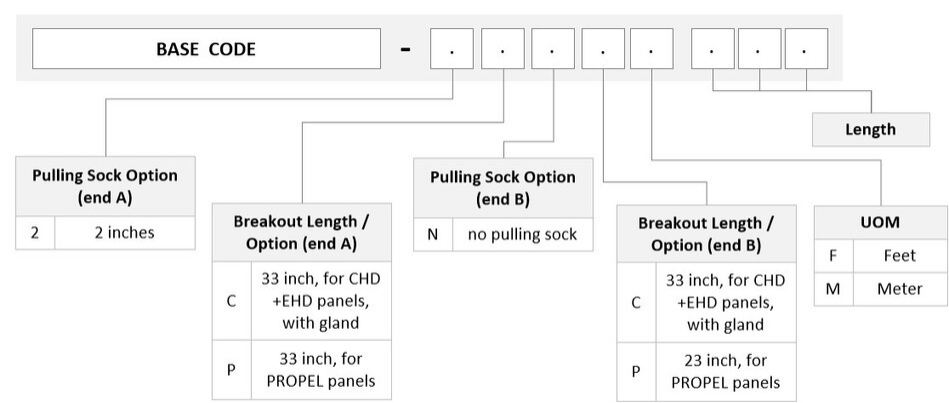 BASE CODE - . . . . . . . .
Length
Pulling Sock Option
(end A)
2 2 inches
Breakout Length /
Option (end A)
C 33 inch, for CHD
+EHD panels,
with gland
P 33 inch, for
PROPEL panels
Pulling Sock Option
(end B)
N no pulling sock
Breakout Length /
Option (end B)
C 33 inch, for CHD
+EHD panels,
with gland
P 23 inch, for
PROPEL panels
UOM
F Feet
M Meter